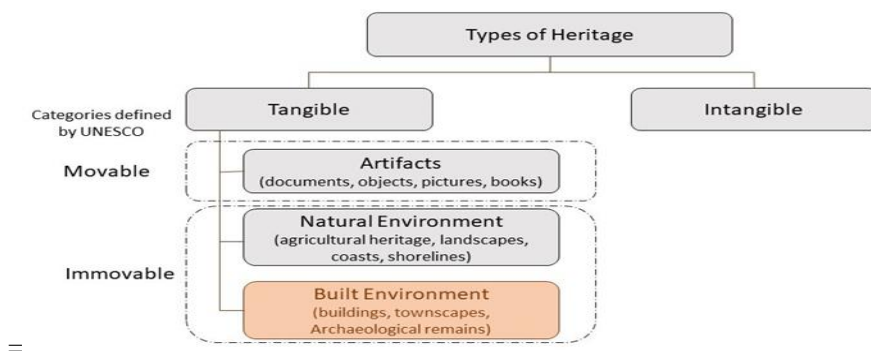 Types of Heritage
Tangible
Intangible
Categories defined
by UNESCO
Movable
Artifacts
(documents, objects, pictures, books)
Natural Environment
(agricultural heritage, landscapes,
coasts, shorelines)
Immovable
Built Environment
(buildings, townscapes,
Archaeological remains)